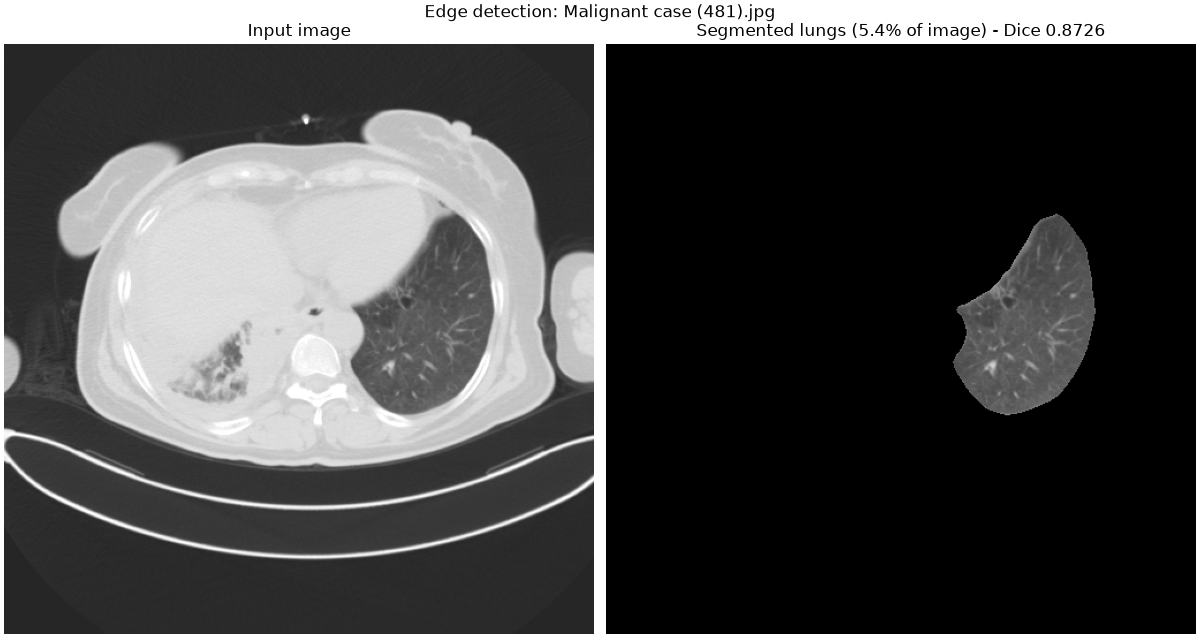 Edge detection: Malignant case (481).jpg
Input image
Segmented lungs (5.4% of image) - Dice 0.8726